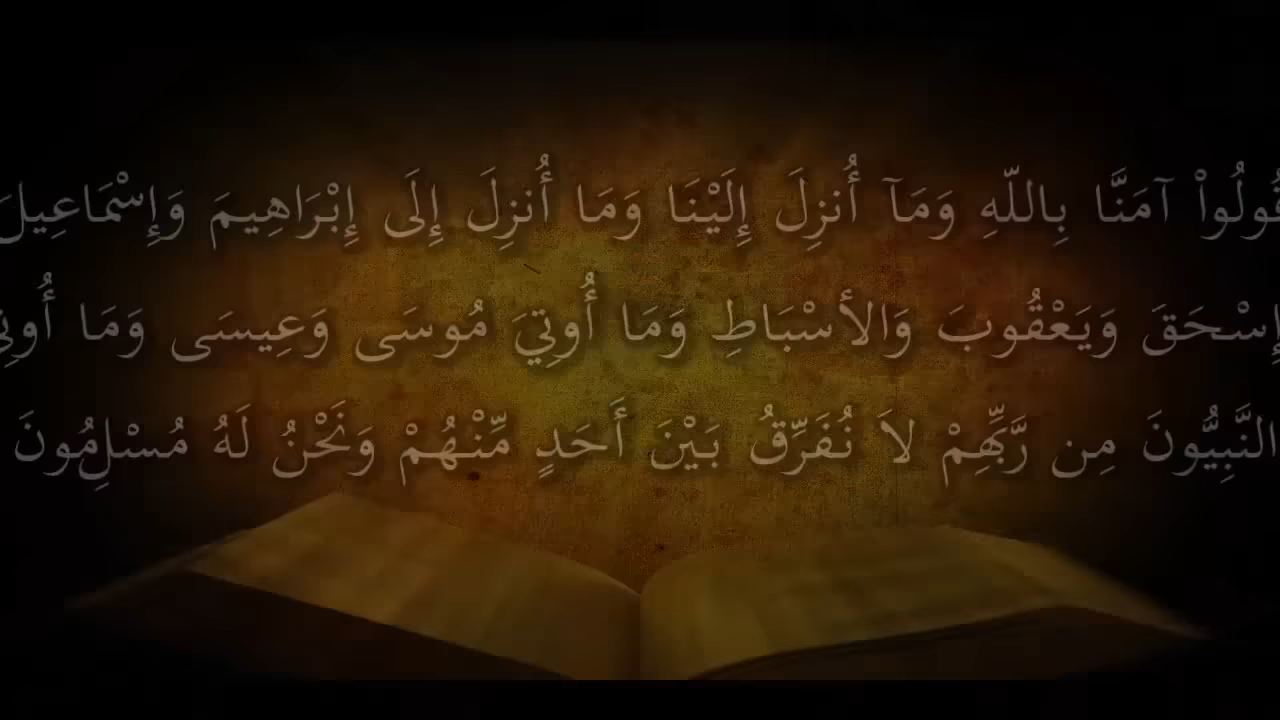 قُولُواْ آمَنَّا بِاللّهِ وَمَآ أُنزِلَ إِلَيْنَا وَمَا أُنزِلَ إِلَى إِبْرَاهِيمَ وَإِسْمَاعِيلَ
إِسْحَقَ وَيَعْقُوبَ وَالأسْبَاطِ وَمَا أُوتِيَ مُوسَى وَعِيسَى وَمَا
النَّبِيُّونَ مِن رَّبِّهِمْ لاَ نُفَرِّقُ بَيْنَ أَحَدٍ مِّنْهُمْ وَنَحْنُ لَهُ مُسْلِمُونَ